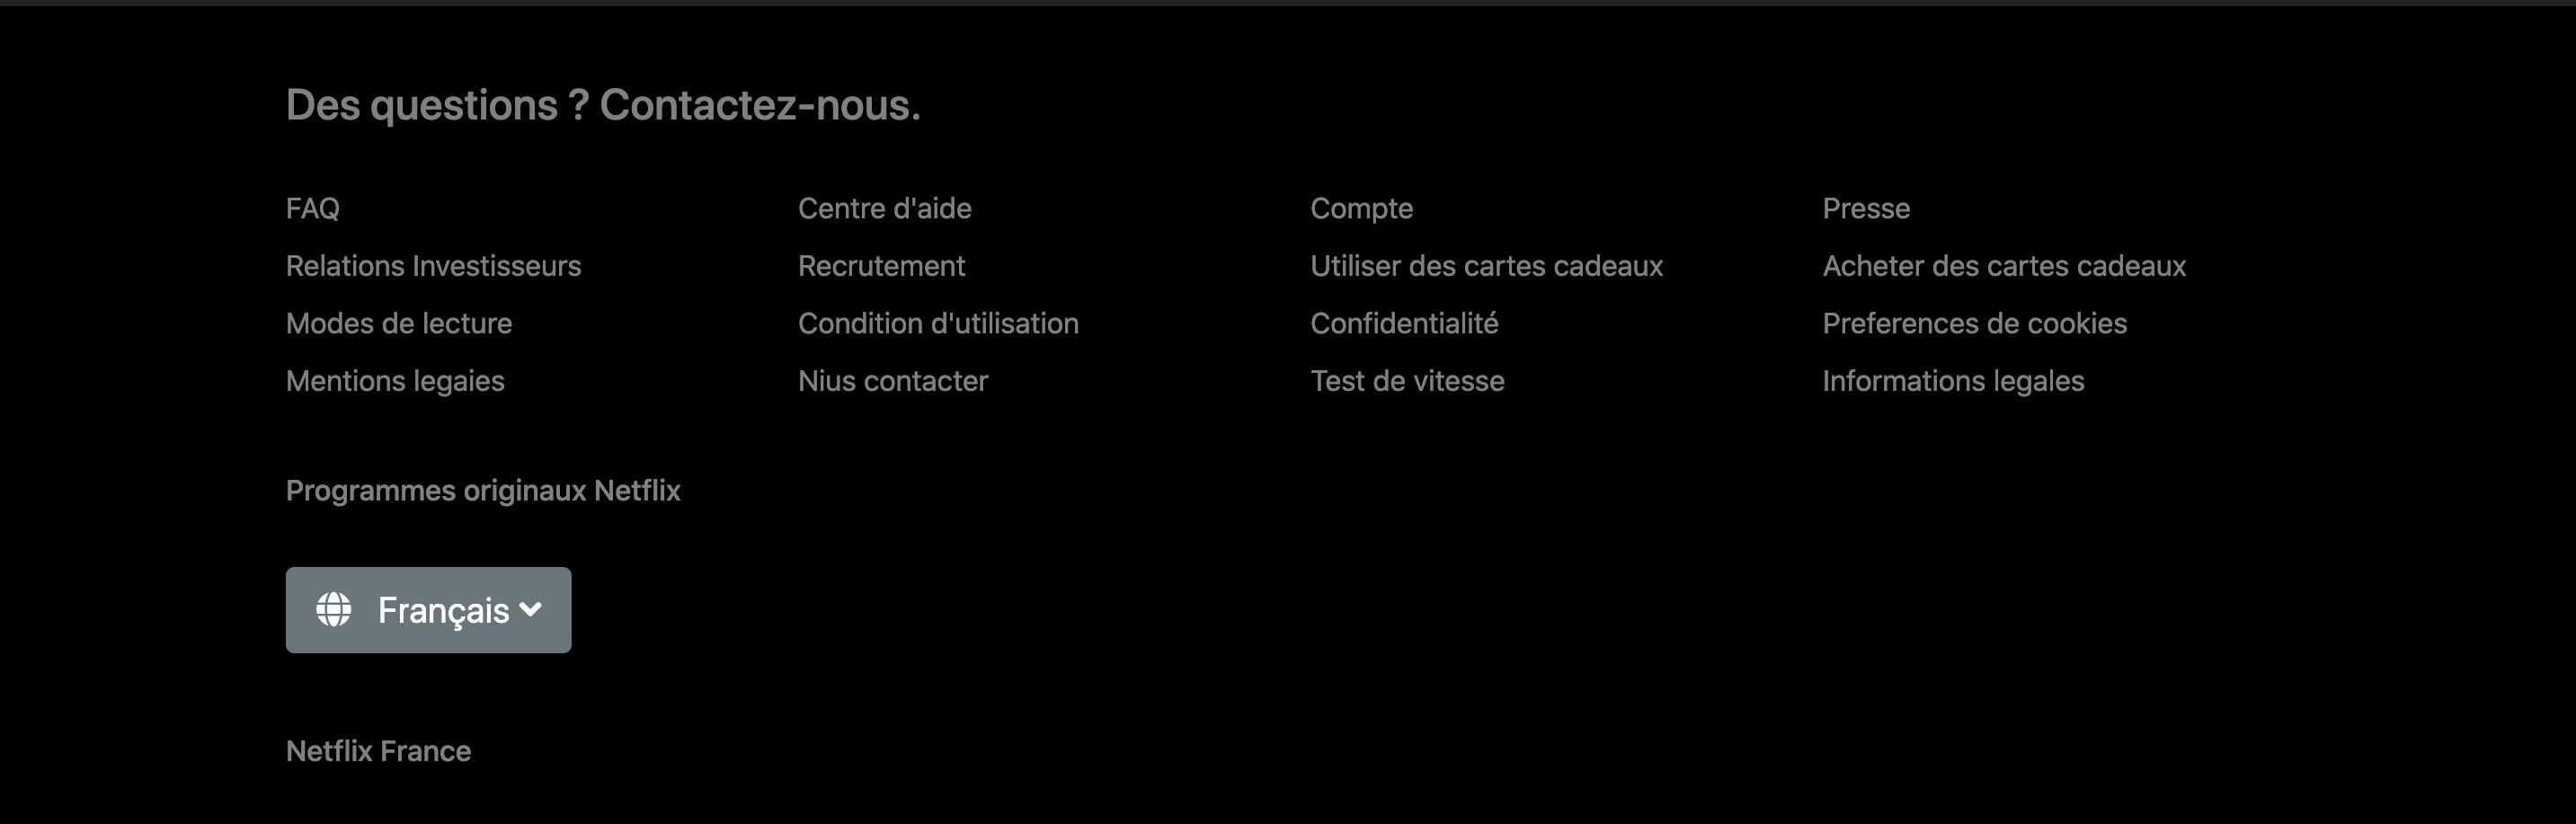 Des questions ? Contactez-nous.
FAQ
Centre d'aide
Compte
Presse
Relations Investisseurs
Recrutement
Utiliser des cartes cadeaux
Acheter des cartes cadeaux
Modes de lecture
Condition d'utilisation
Confidentialité
Preferences de cookies
Mentions legaies
Nius contacter
Test de vitesse
Informations legales
Programmes originaux Netflix
Français
Netflix France